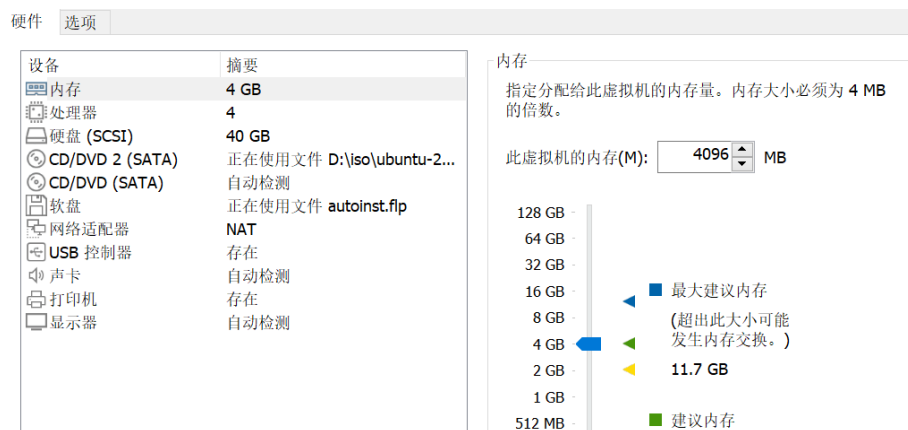 硬件 选项
设备 摘要
内存 4 GB
处理器 4
硬盘 (SCSI) 40 GB
CD/DVD 2 (SATA) 正在使用文件 D:\iso\ubuntu-2...
CD/DVD (SATA) 自动检测
软盘 正在使用文件 autoinst.flp
网络适配器 NAT
USB 控制器 存在
声卡 自动检测
打印机 存在
显示器 自动检测
内存
指定分配给此虚拟机的内存量。内存大小必须为 4 MB
的倍数。
此虚拟机的内存(M): 4096 MB
128 GB
64 GB
32 GB
16 GB
8 GB
4 GB
2 GB
1 GB
512 MB
最大建议内存
(超出此大小可能
发生内存交换。)
11.7 GB
建议内存